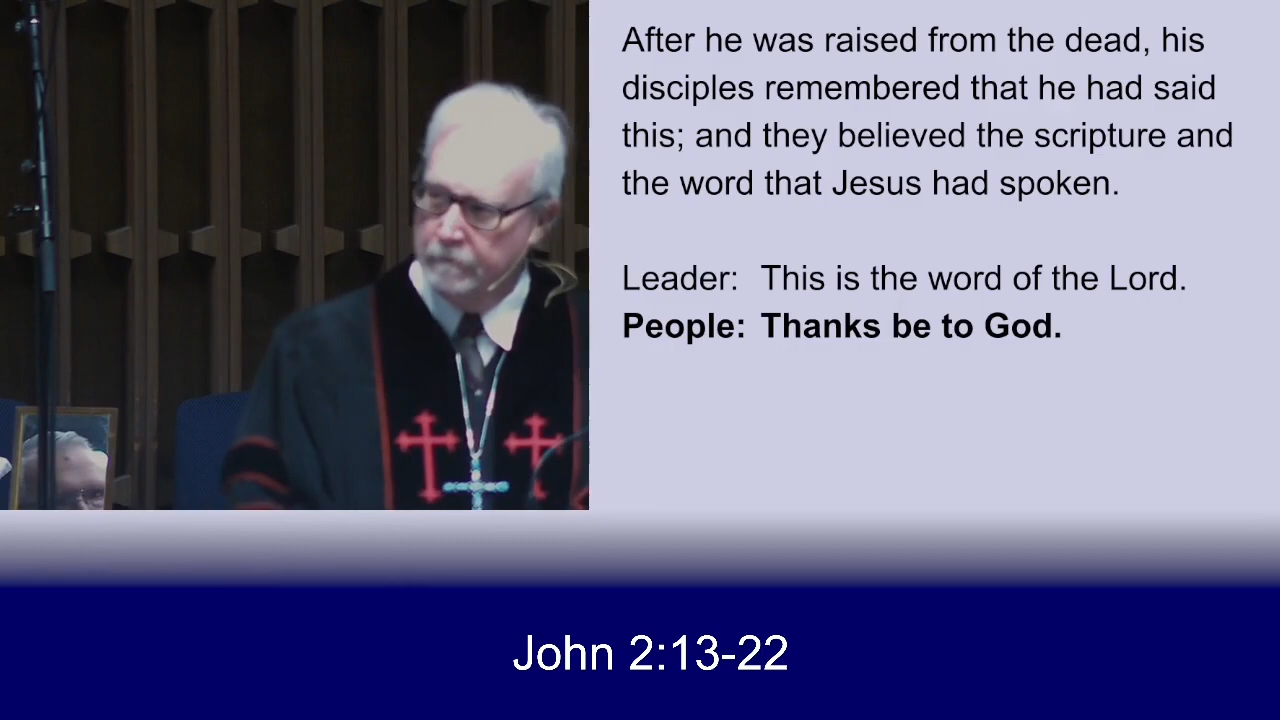 After he was raised from the dead, his
disciples remembered that he had said
this; and they believed the scripture and
the word that Jesus had spoken.
Leader: This is the word of the Lord.
People: Thanks be to God.
John 2:13-22